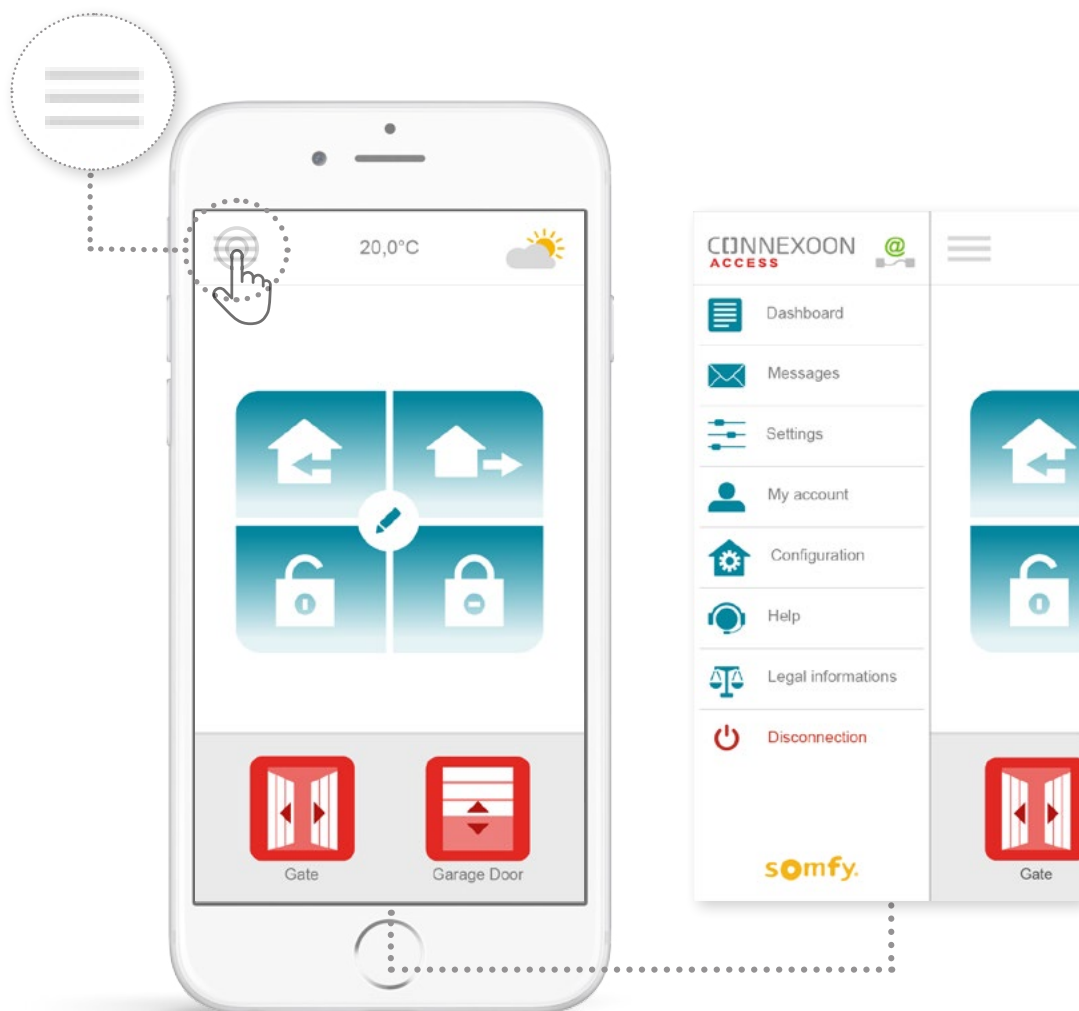 20,0°C
Gate
Garage Door
CONNEXOON
ACCESS
@
Dashboard
Messages
Settings
My account
Configuration
Help
Legal informations
Disconnection
somfy.
Gate